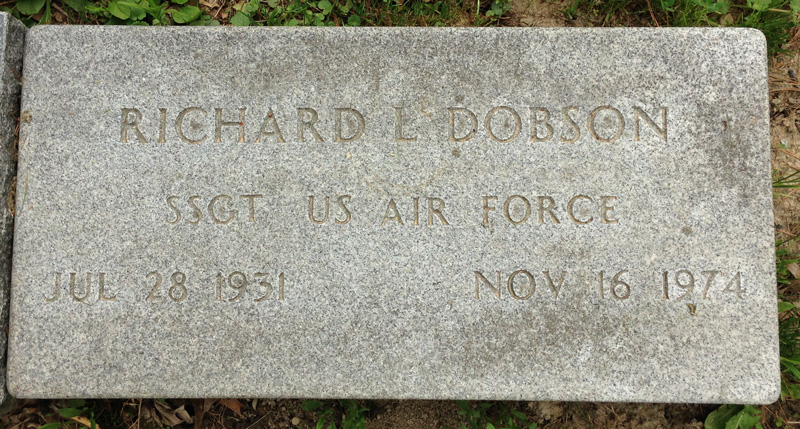 RICHARD L DOBSON
SSGT US AIR FORCE
JUL 28 1931 NOV 16 1974